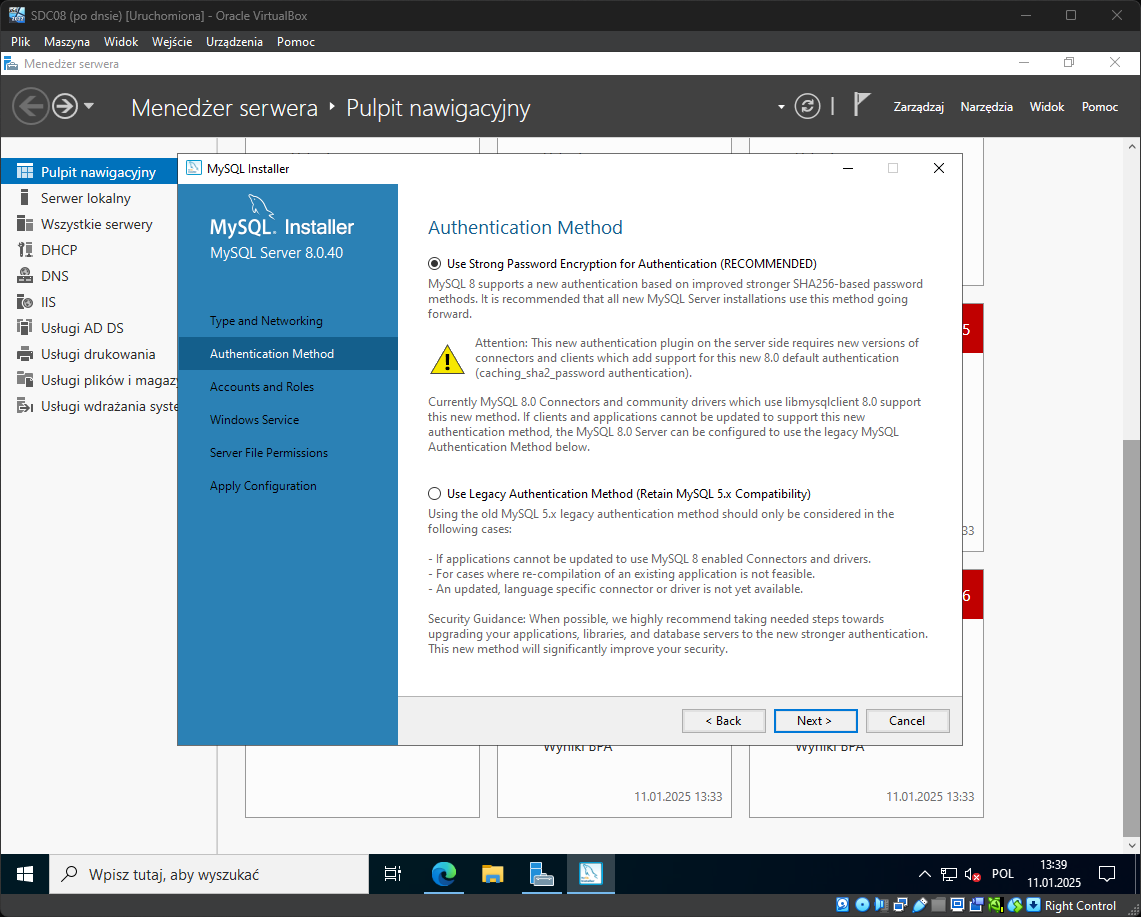 SDC08 (po dnsie) [Uruchomiona] - Oracle VirtualBox
Plik Maszyna Widok Wejście Urządzenia Pomoc
Menedżer serwera
Menedżer serwera Pulpit nawigacyjny
Zarządzaj Narzędzia Widok Pomoc
Pulpit nawigacyjny
Serwer lokalny
Wszystkie serwery
DHCP
DNS
IIS
Usługi AD DS
Usługi drukowania
Usługi plików i magaz
Usługi wdrażania syste
MySQL Installer
MySQL. Installer
MySQL Server 8.0.40
Type and Networking
Authentication Method
Accounts and Roles
Windows Service
Server File Permissions
Apply Configuration
Authentication Method
Use Strong Password Encryption for Authentication (RECOMMENDED)
MySQL 8 supports a new authentication based on improved stronger SHA256-based password
methods. It is recommended that all new MySQL Server installations use this method going
forward.
Attention: This new authentication plugin on the server side requires new versions of
connectors and clients which add support for this new 8.0 default authentication
(caching_sha2_password authentication).
Currently MySQL 8.0 Connectors and community drivers which use libmysqlclient 8.0 support
this new method. If clients and applications cannot be updated to support this new
authentication method, the MySQL 8.0 Server can be configured to use the legacy MySQL
Authentication Method below.
Use Legacy Authentication Method (Retain MySQL 5.x Compatibility)
Using the old MySQL 5.x legacy authentication method should only be considered in the
following cases:
- If applications cannot be updated to use MySQL 8 enabled Connectors and drivers.
- For cases where re-compilation of an existing application is not feasible.
- An updated, language specific connector or driver is not yet available.
Security Guidance: When possible, we highly recommend taking needed steps towards
upgrading your applications, libraries, and database servers to the new stronger authentication.
This new method will significantly improve your security.
< Back Next > Cancel
5
33
6
Wyniki BPA Wyniki BPA
11.01.2025 13:33 11.01.2025 13:33
Wpisz tutaj, aby wyszukać
POL
13:39
11.01.2025
Right Control